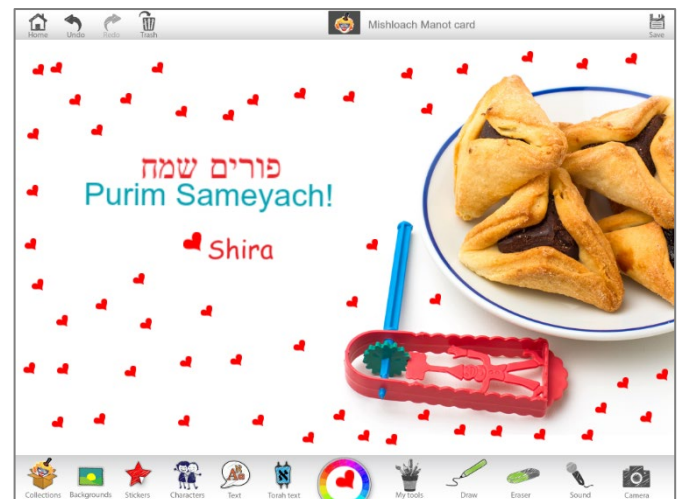 Home
Undo
Redo
Trash
Mishloach Manot card
Save
פורים שמח
Purim Sameyach!
Shira
Collections
Backgrounds
Stickers
Characters
Text
Torah text
My tools
Draw
Eraser
Sound
Camera